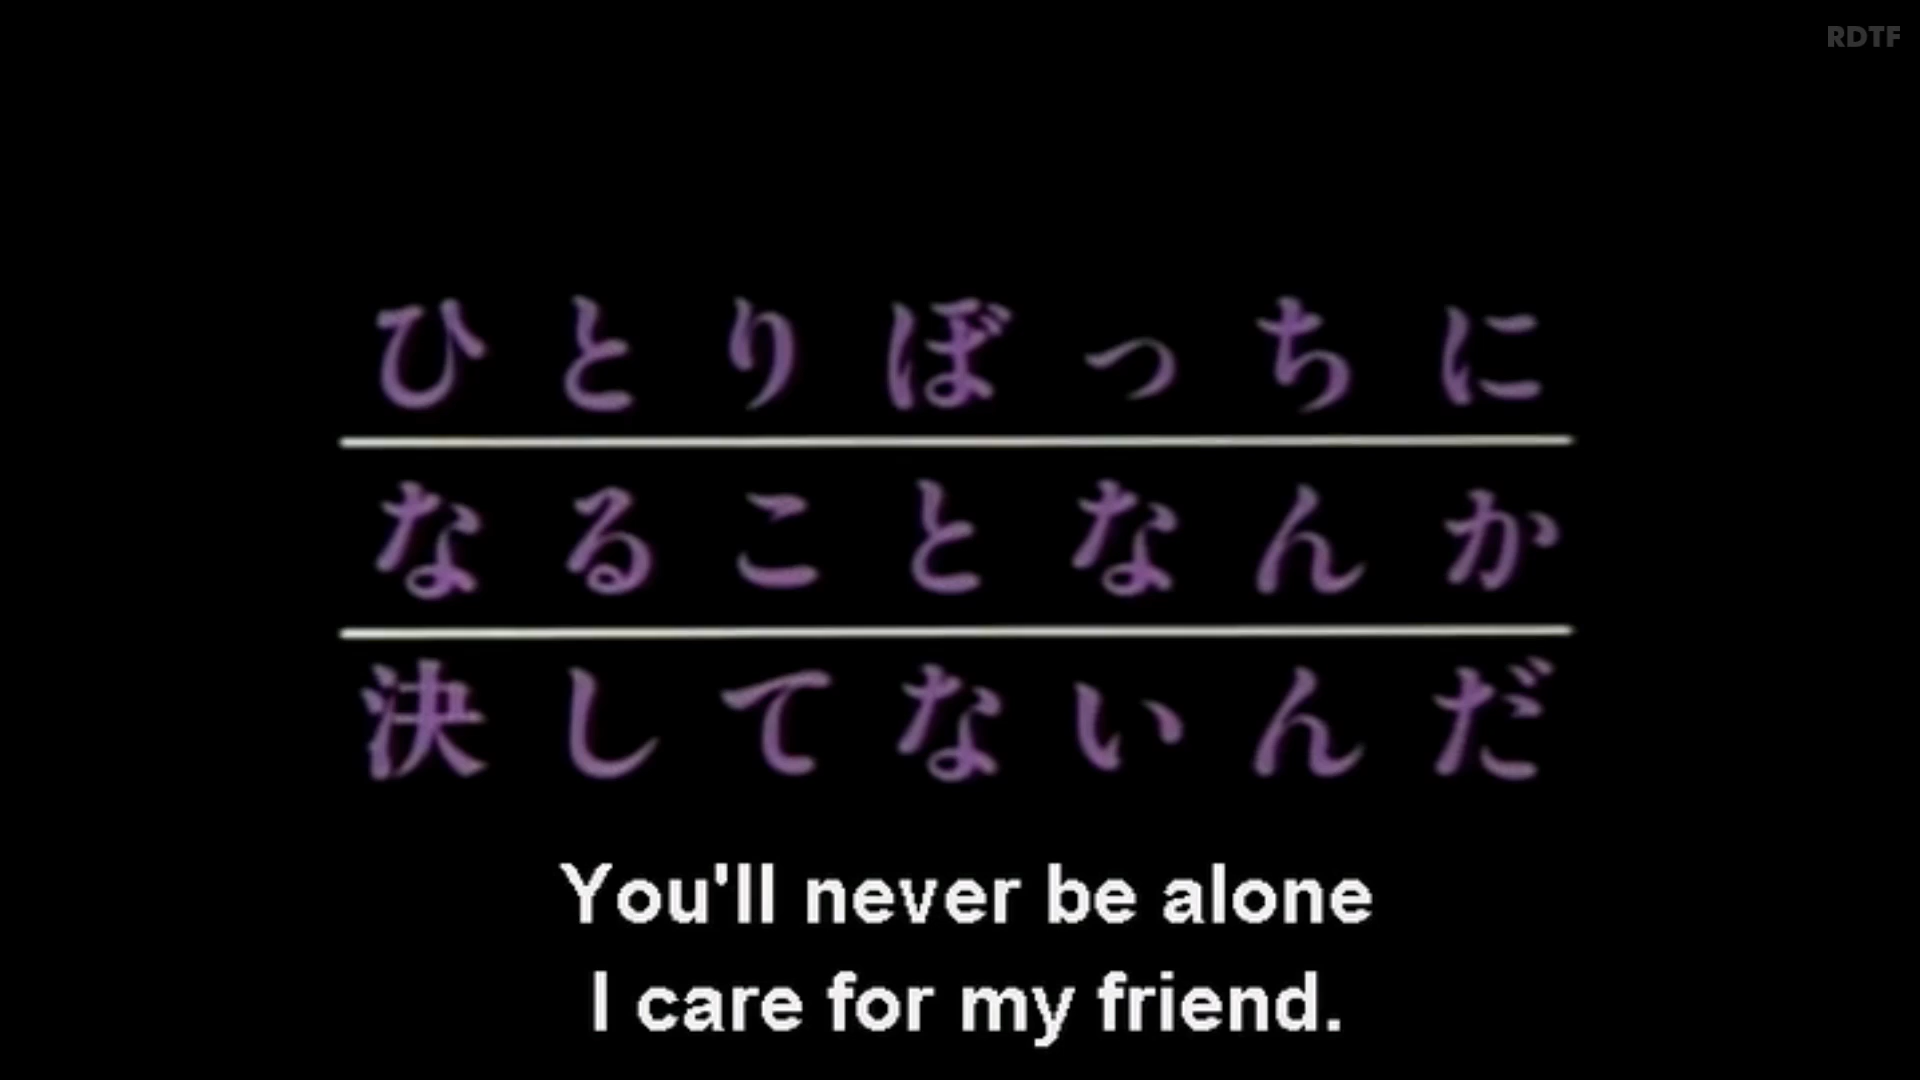 RDTF
ひとりぼっちに
なることなんか
決してないんだ
You'll never be alone
I care for my friend.